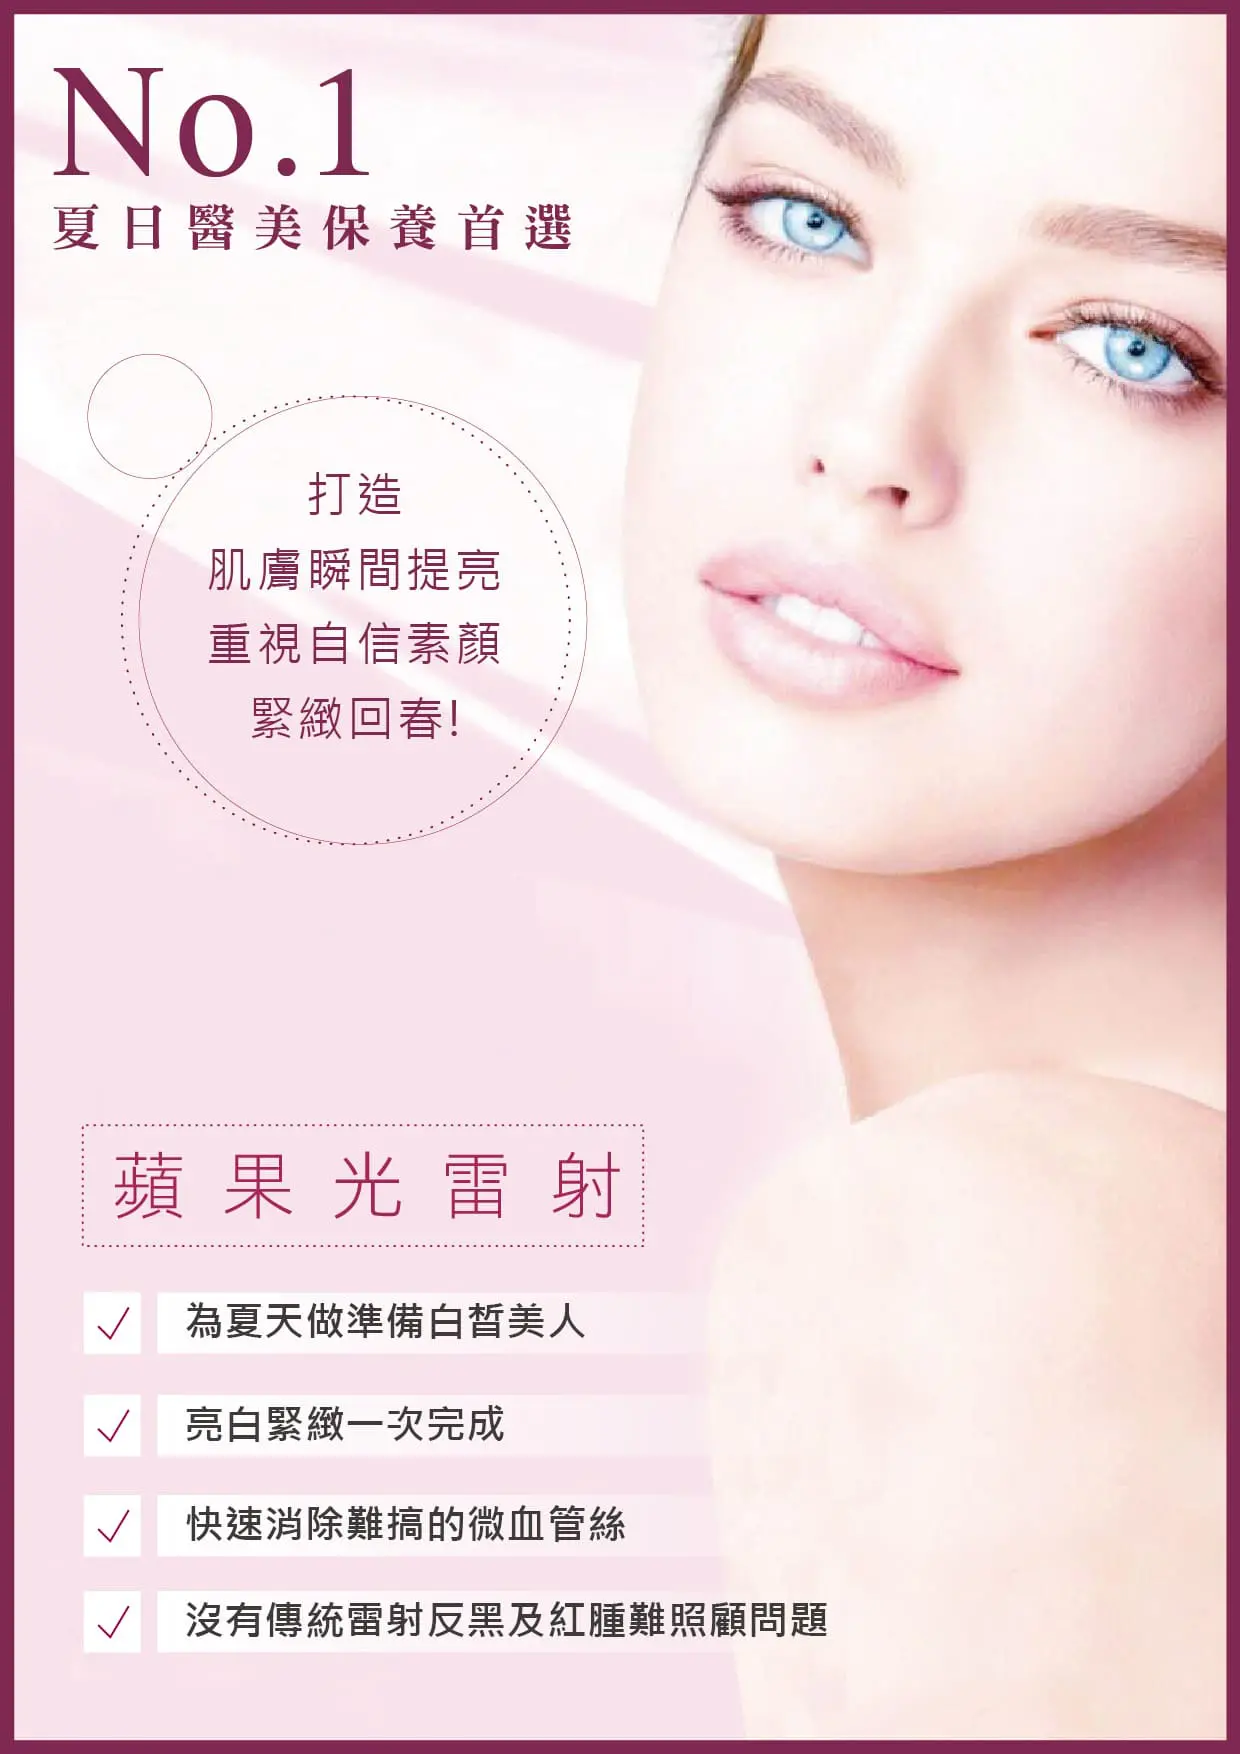 No.1
夏日醫美保養首選
打造
肌膚瞬間提亮
重視自信素顏
緊緻回春!
蘋果光雷射
為夏天做準備白皙美人
亮白緊緻一次完成
快速消除難搞的微血管絲
沒有傳統雷射反黑及紅腫難照顧問題